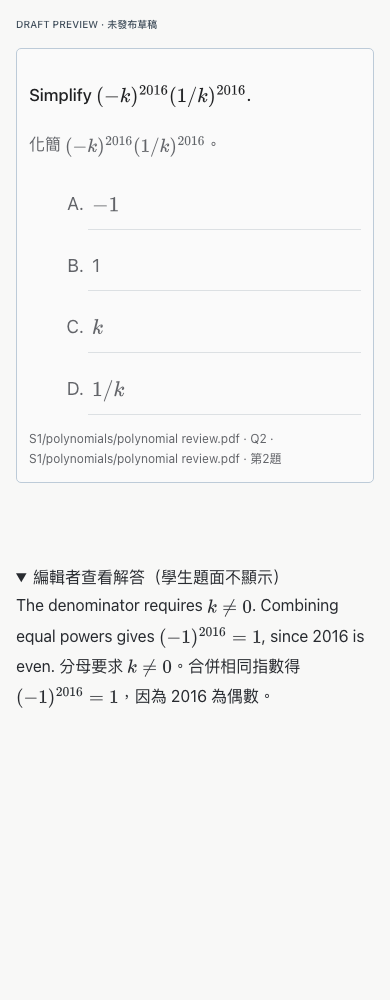 DRAFT PREVIEW · 未發布草稿
Simplify $(-k)^{2016}(1/k)^{2016}$.
化簡 $(-k)^{2016}(1/k)^{2016}$。
A. $-1$
B. 1
C. $k$
D. $1/k$
S1/polynomials/polynomial review.pdf · Q2 ·
S1/polynomials/polynomial review.pdf · 第2題
▼ 編輯者查看解答（學生題面不顯示）
The denominator requires $k \neq 0$. Combining
equal powers gives $(-1)^{2016} = 1$, since 2016 is
even. 分母要求 $k \neq 0$。合併相同指數得
$(-1)^{2016} = 1$，因為 2016 為偶數。